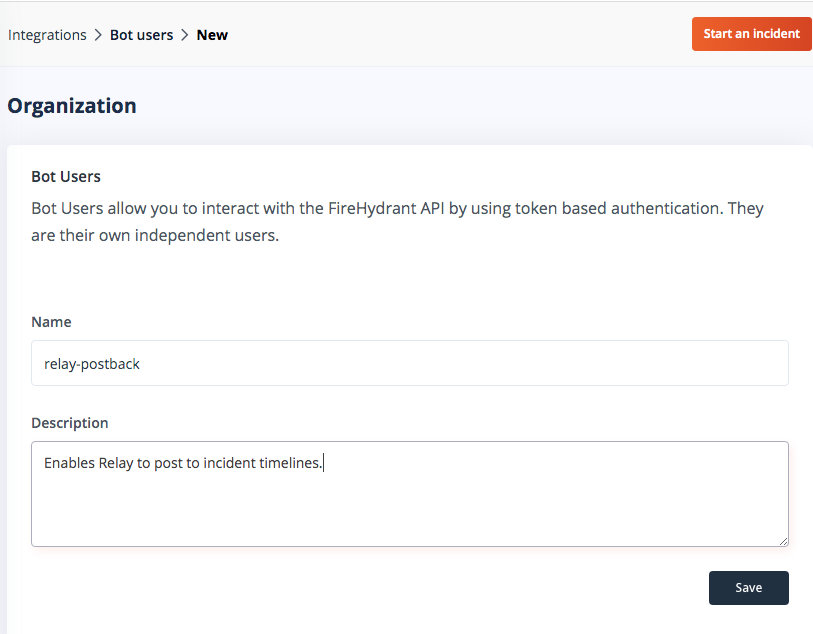 Integrations > Bot users > New
Start an incident
Organization
Bot Users
Bot Users allow you to interact with the FireHydrant API by using token based authentication. They
are their own independent users.
Name
relay-postback
Description
Enables Relay to post to incident timelines.
Save